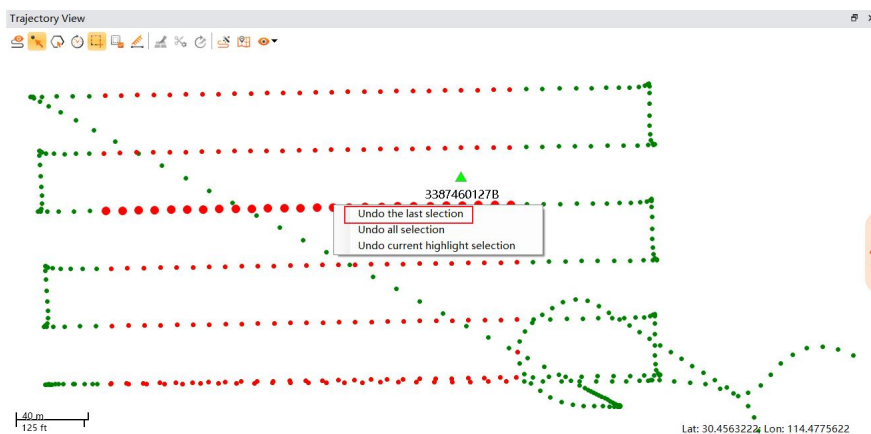 Trajectory View
3387460127B
Undo the last slection
Undo all selection
Undo current highlight selection
40 m
125 ft
Lat: 30.4563222, Lon: 114.4775622